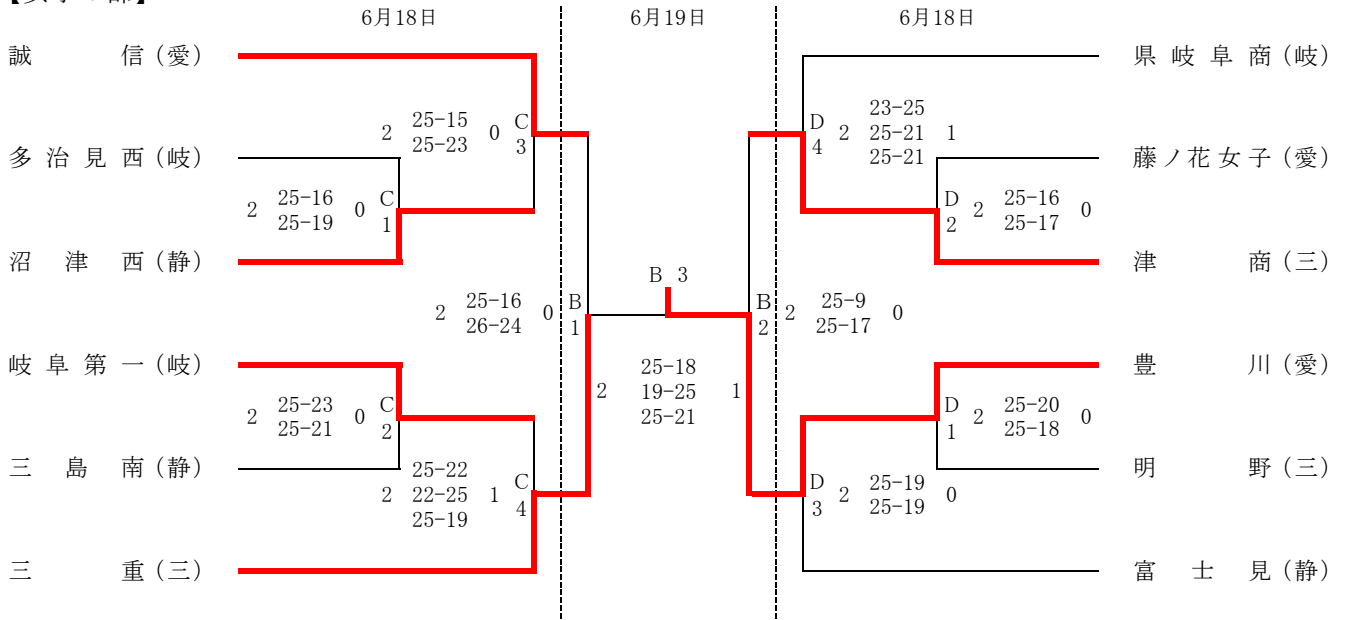 6月18日 6月19日 6月18日
誠信(愛) 県岐阜商(岐)
2 25-15 0 C D 2 23-25 1
25-23 3 4 25-21
25-21
多治見西(岐) 藤ノ花女子(愛)
2 25-16 0 C D 2 25-16 0
25-19 1 2 25-17
沼津西(静) 津商(三)
B 3
2 25-16 0 B B 2 25-9 0
26-24 1 2 25-17
岐阜第一(岐) 豊川(愛)
2 25-18 1
19-25
25-21
2 25-23 0 C D 2 25-20 0
25-21 2 1 25-18
三島南(静) 明野(三)
2 25-22 1 C D 2 25-19 0
22-25 4 3 25-19
25-19
三重(三) 富士見(静)